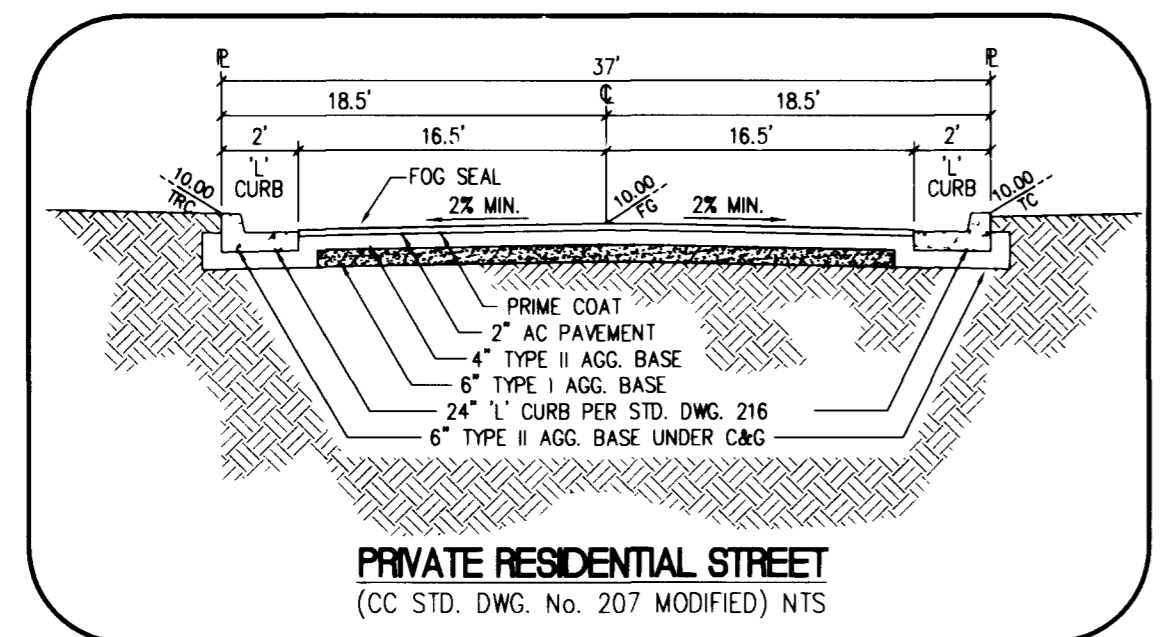 ℄ ℄
37'
18.5' ℄ 18.5'
2' 16.5' 16.5' 2'
'L' CURB
'L' CURB
10.00
TRC
FOG SEAL
2% MIN.
10.00
FG
2% MIN.
10.00
TC
PRIME COAT
2" AC PAVEMENT
4" TYPE II AGG. BASE
6" TYPE I AGG. BASE
24" 'L' CURB PER STD. DWG. 216
6" TYPE II AGG. BASE UNDER C&G
PRIVATE RESIDENTIAL STREET
(CC STD. DWG. No. 207 MODIFIED) NTS